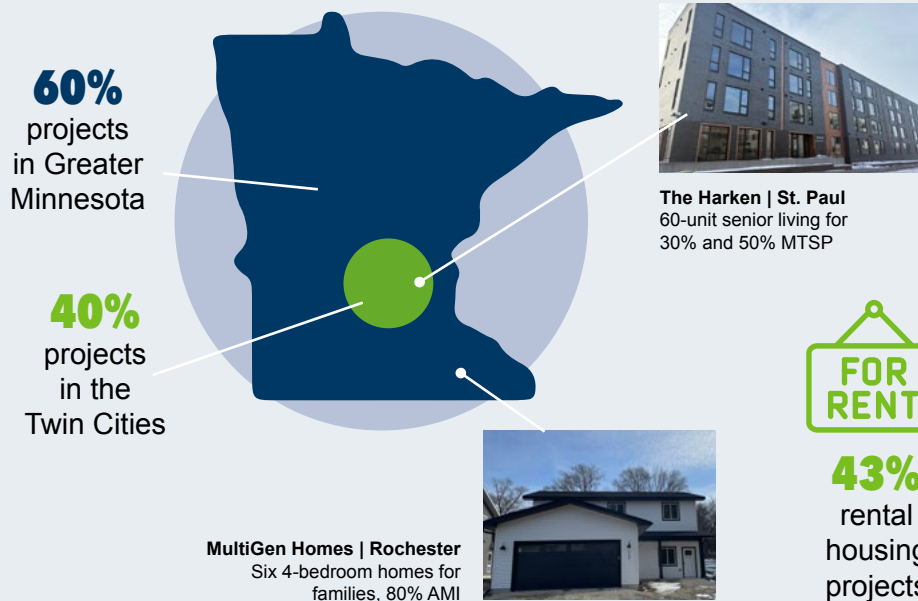 60%
projects
in Greater
Minnesota
40%
projects
in the
Twin Cities
The Harken | St. Paul
60-unit senior living for
30% and 50% MTSP
MultiGen Homes | Rochester
Six 4-bedroom homes for
families, 80% AMI
FOR
RENT
43%
rental
housing
projects